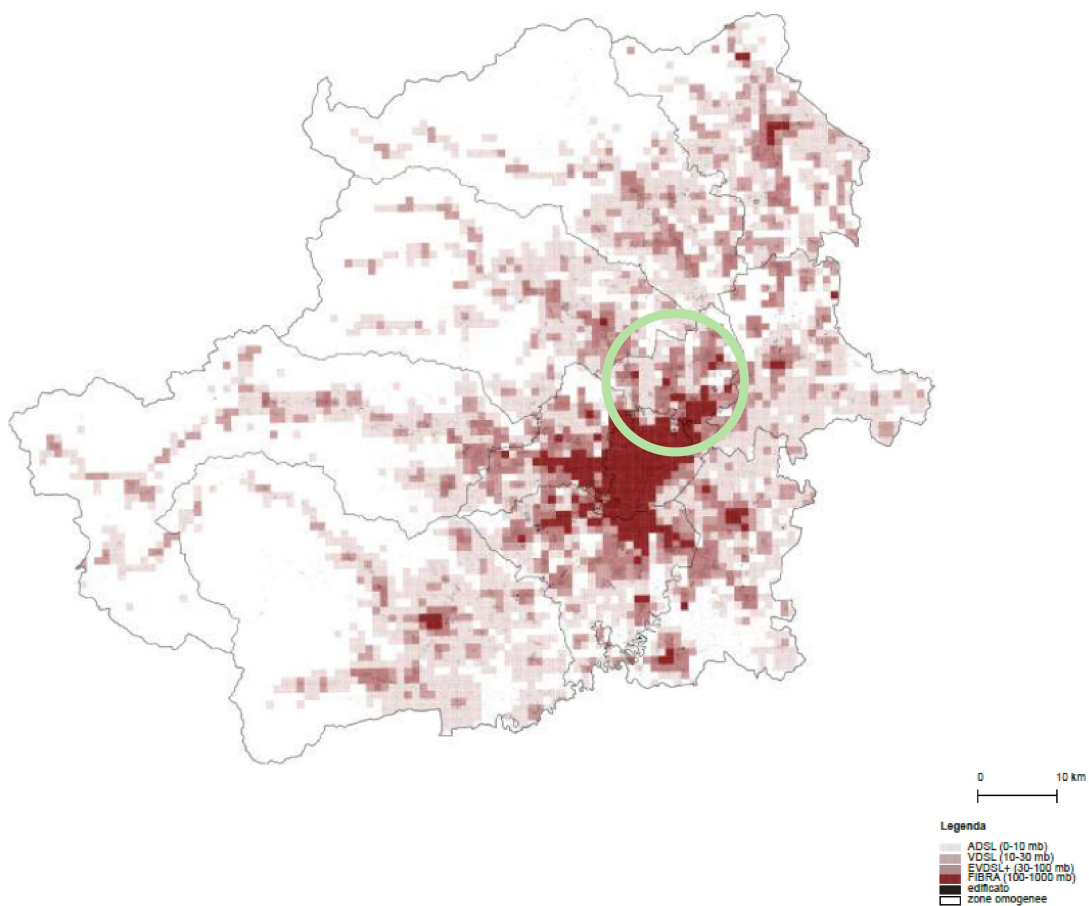 0 10 km
Legenda
ADSL (0-10 mb)
VDSL (10-30 mb)
EVDSL+ (30-100 mb)
FIBRA (100-1000 mb)
edificato
zone omogenee